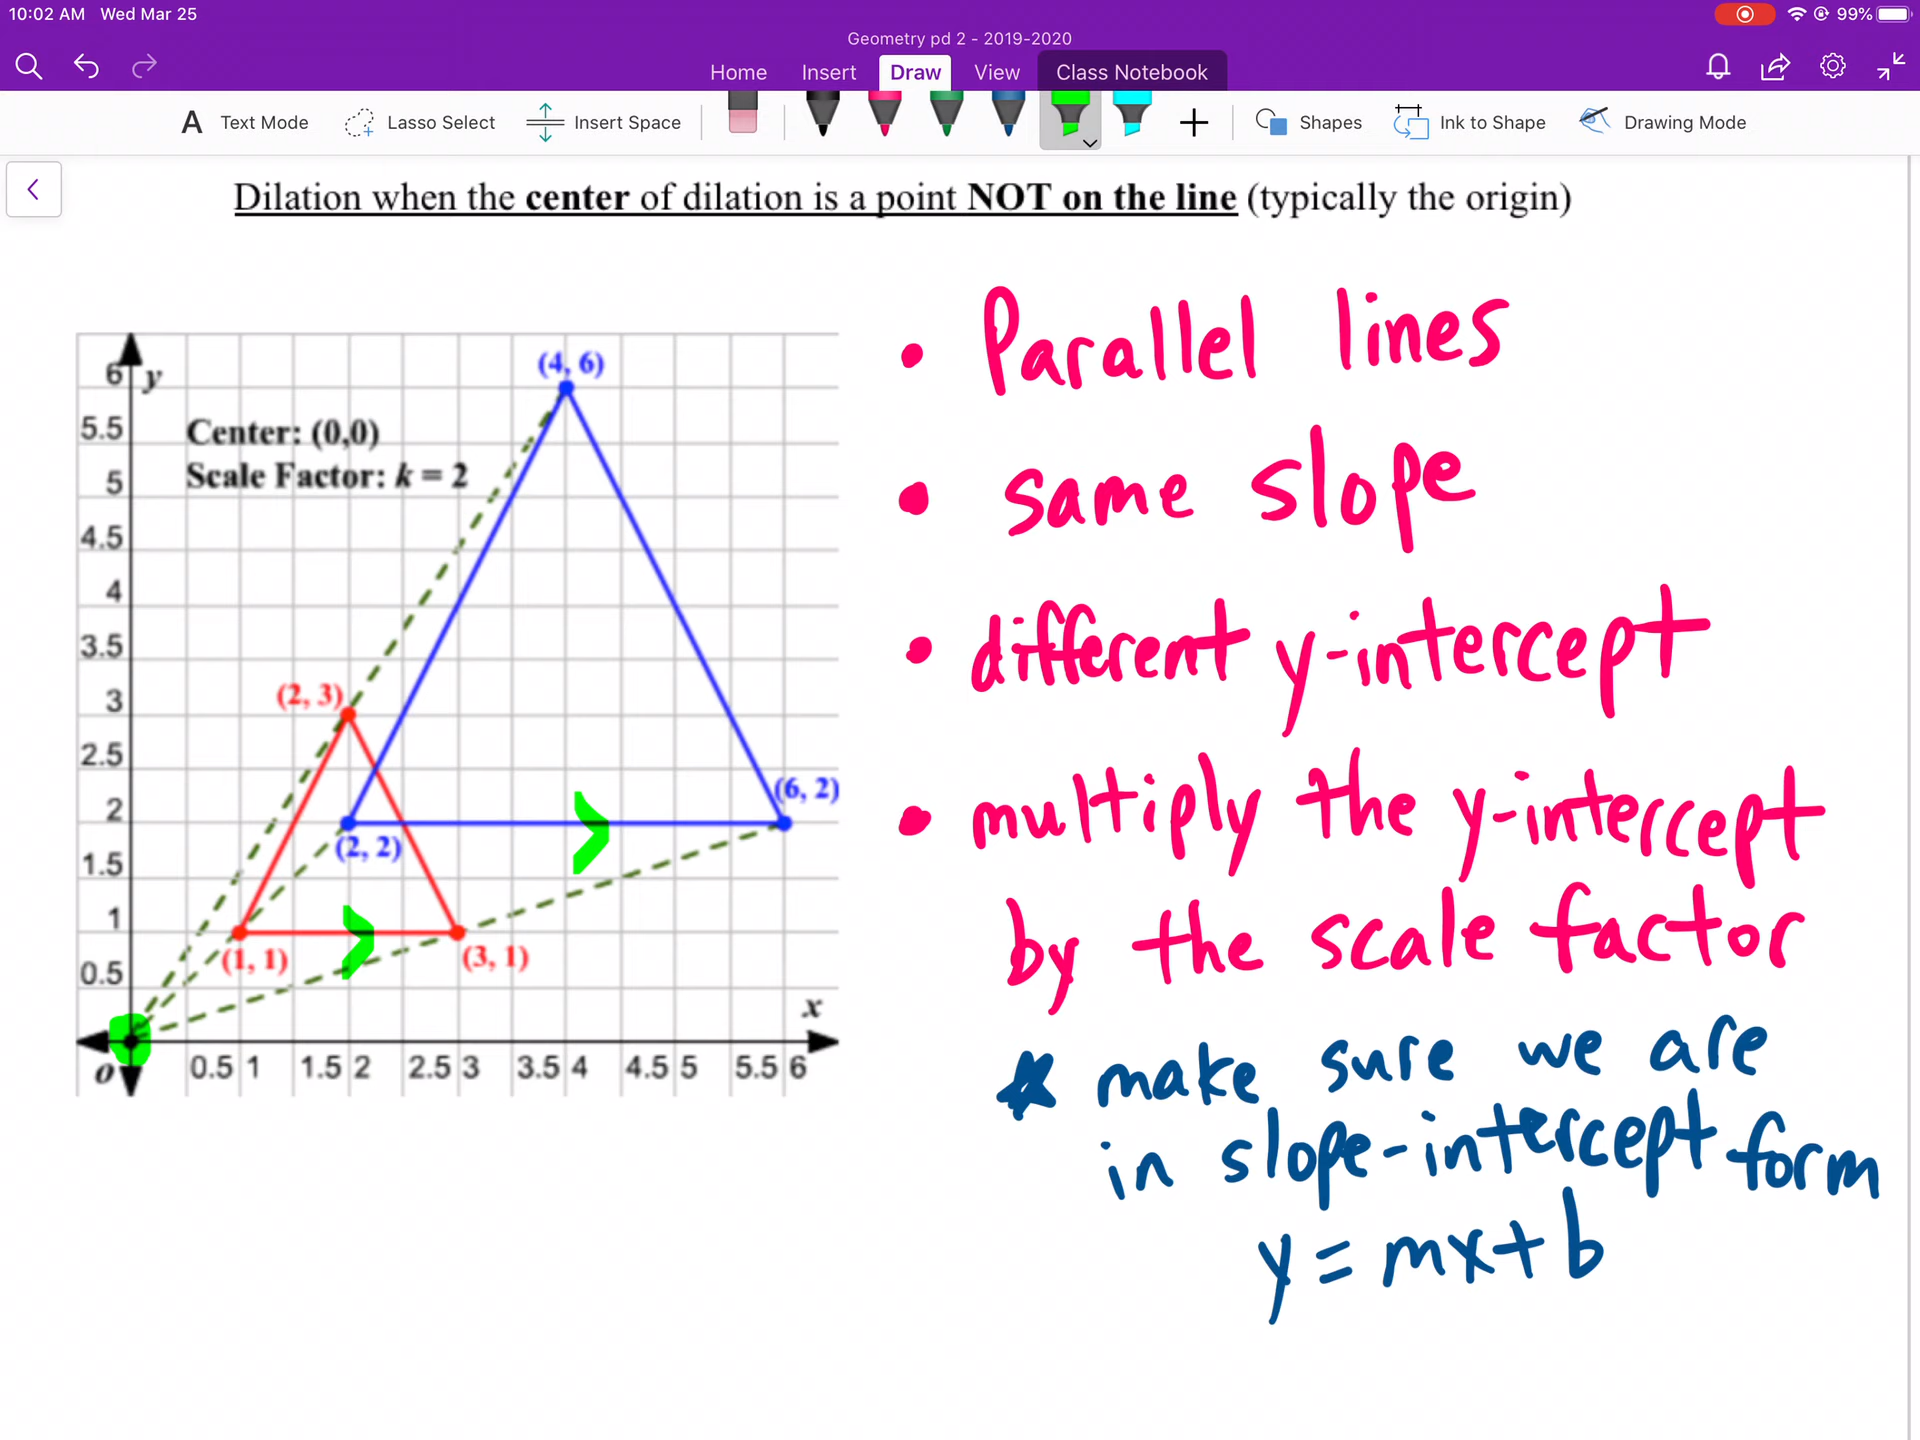 10:02 AM Wed Mar 25
99%
Geometry pd 2 - 2019-2020
Home Insert Draw View Class Notebook
A Text Mode Lasso Select Insert Space Shapes Ink to Shape Drawing Mode
Dilation when the center of dilation is a point NOT on the line (typically the origin)
6 y
(4, 6)
5.5
Center: (0,0)
5
Scale Factor: k = 2
4.5
4
3.5
3
(2, 3)
2.5
2
(6, 2)
(2, 2)
1.5
1
(1, 1)
(3, 1)
0.5
x
o 0.5 1 1.5 2 2.5 3 3.5 4 4.5 5 5.5 6
• Parallel lines
• same slope
• different y-intercept
• multiply the y-intercept
by the scale factor
★ make sure we are
in slope-intercept form
y = mx + b